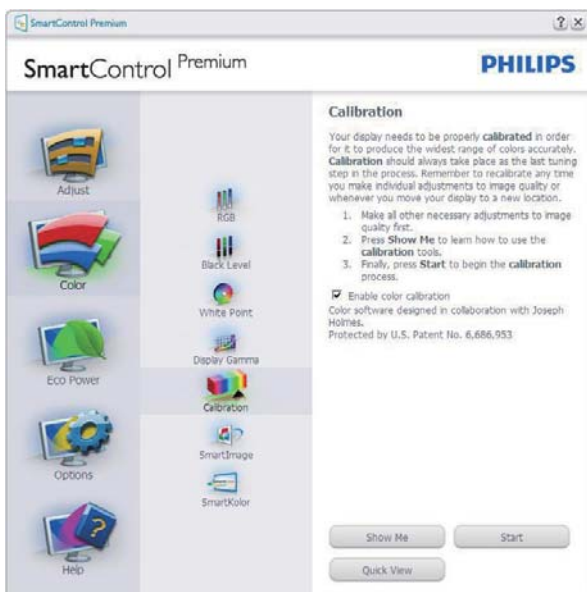 SmartControl Premium
SmartControl Premium
PHILIPS
Adjust
Color
Eco Power
Options
Help
RGB
Black Level
White Point
Display Gamma
Calibration
SmartImage
SmartKolor
Calibration
Your display needs to be properly calibrated in order
for it to produce the widest range of colors accurately.
Calibration should always take place as the last tuning
step in the process. Remember to recalibrate any time
you make individual adjustments to image quality or
whenever you move your display to a new location.
1. Make all other necessary adjustments to image
quality first.
2. Press Show Me to learn how to use the
calibration tools.
3. Finally, press Start to begin the calibration
process.
Enable color calibration
Color software designed in collaboration with Joseph
Holmes.
Protected by U.S. Patent No. 6,686,953
Show Me
Start
Quick View